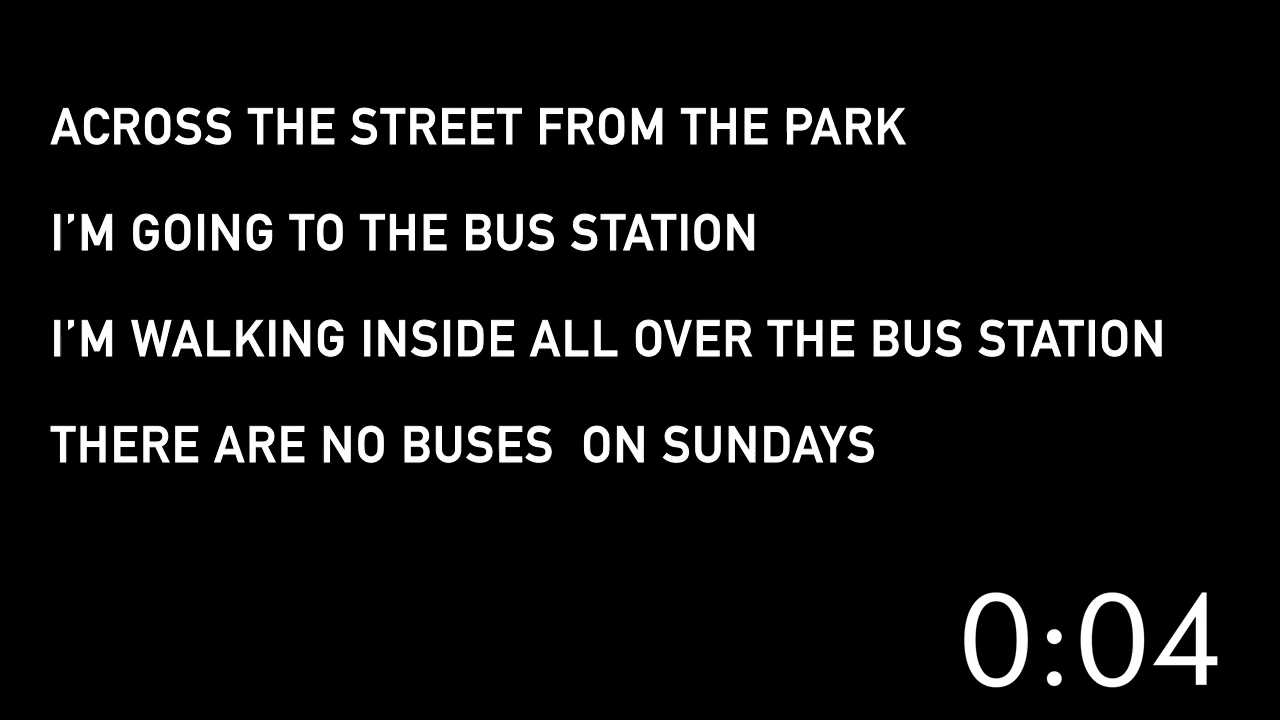 ACROSS THE STREET FROM THE PARK
I’M GOING TO THE BUS STATION
I’M WALKING INSIDE ALL OVER THE BUS STATION
THERE ARE NO BUSES  ON SUNDAYS
0:04